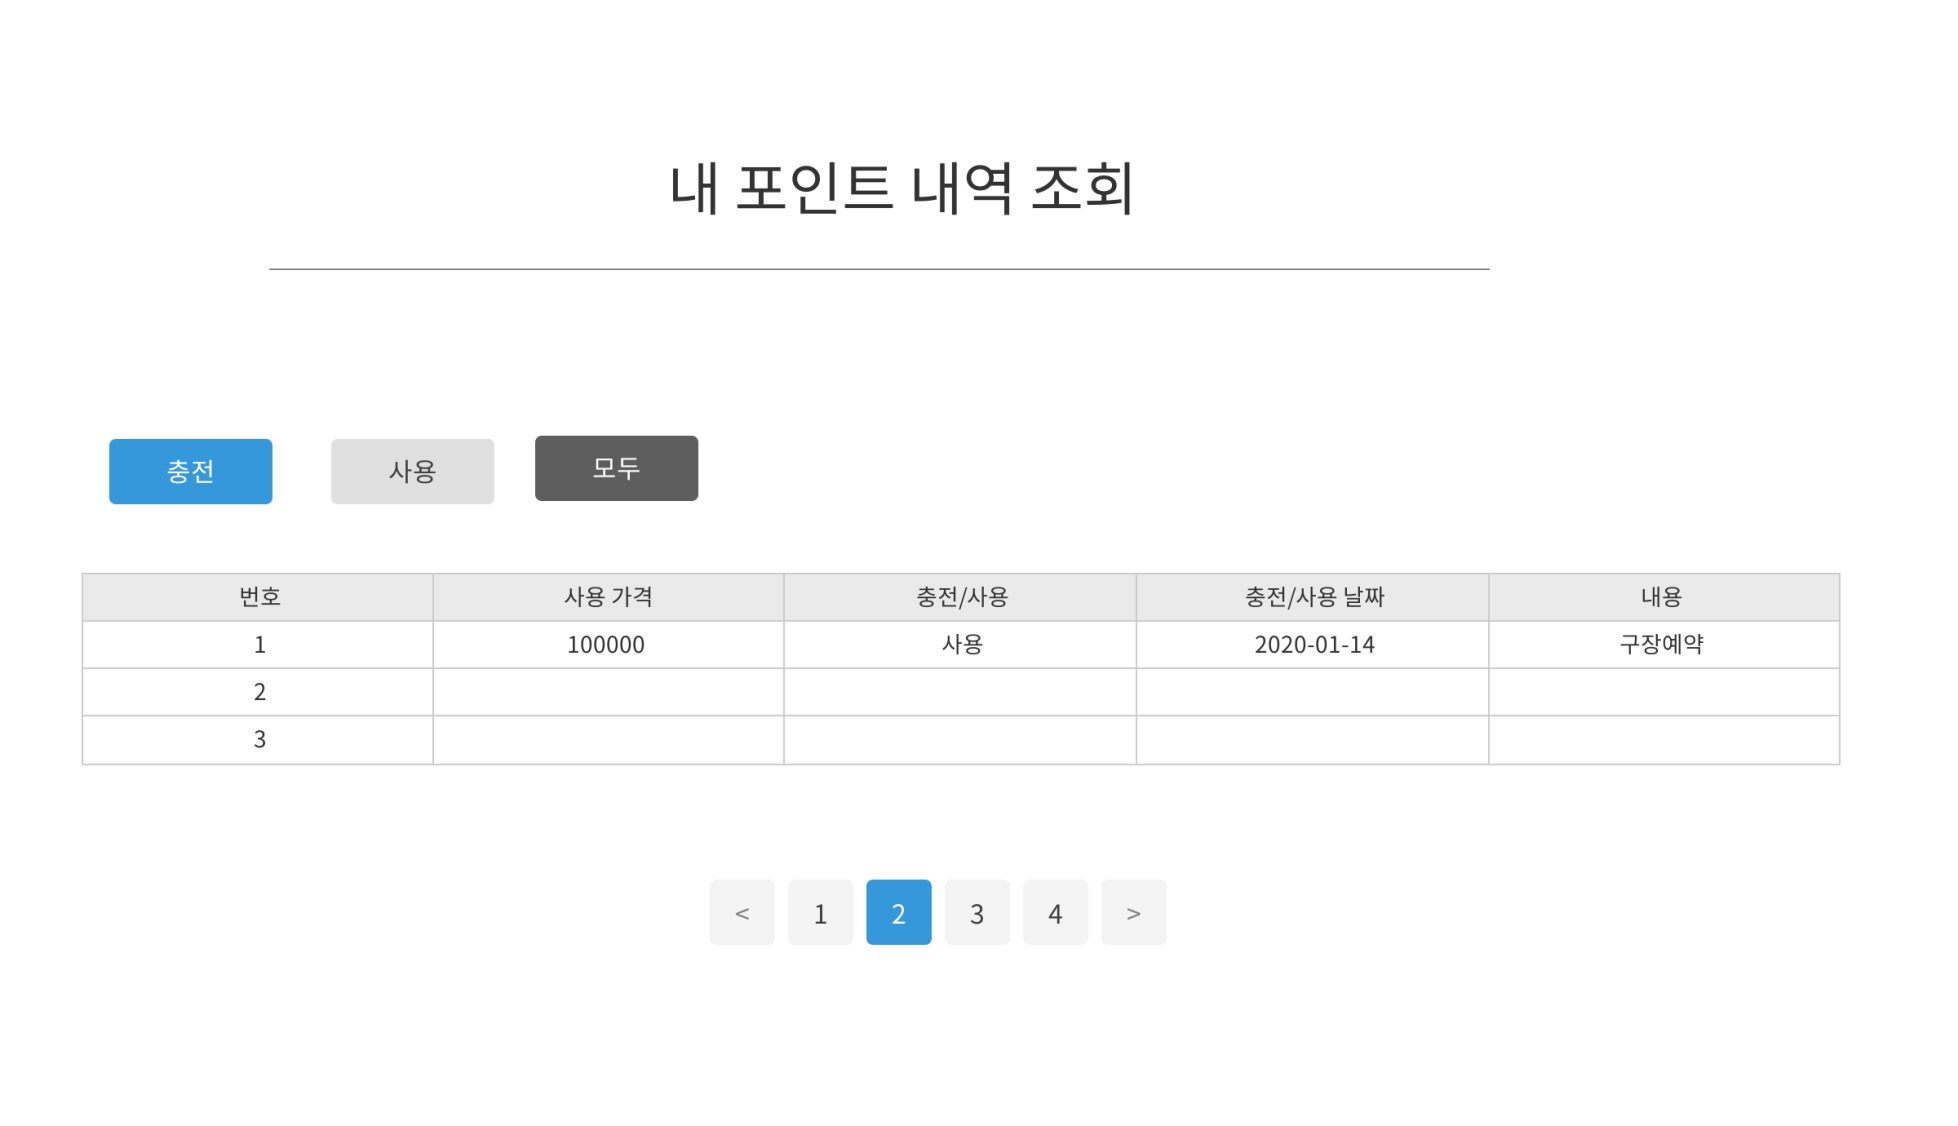 내 포인트 내역 조회
충전 사용 모두
번호 사용 가격 충전/사용 충전/사용 날짜 내용
1 100000 사용 2020-01-14 구장예약
2
3
< 1 2 3 4 >